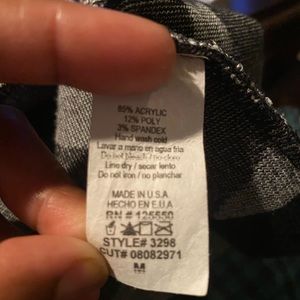 85% ACRYLIC
12% POLY
3% SPANDEX
Hand wash cold
Lavar a mano en agua fria
Do not bleach / no cloro
Line dry / secar lento
Do not iron / no planchar
MADE IN U.S.A
HECHO EN E.U.A
RN # 125550
STYLE# 3298
CUT# 08082971
M